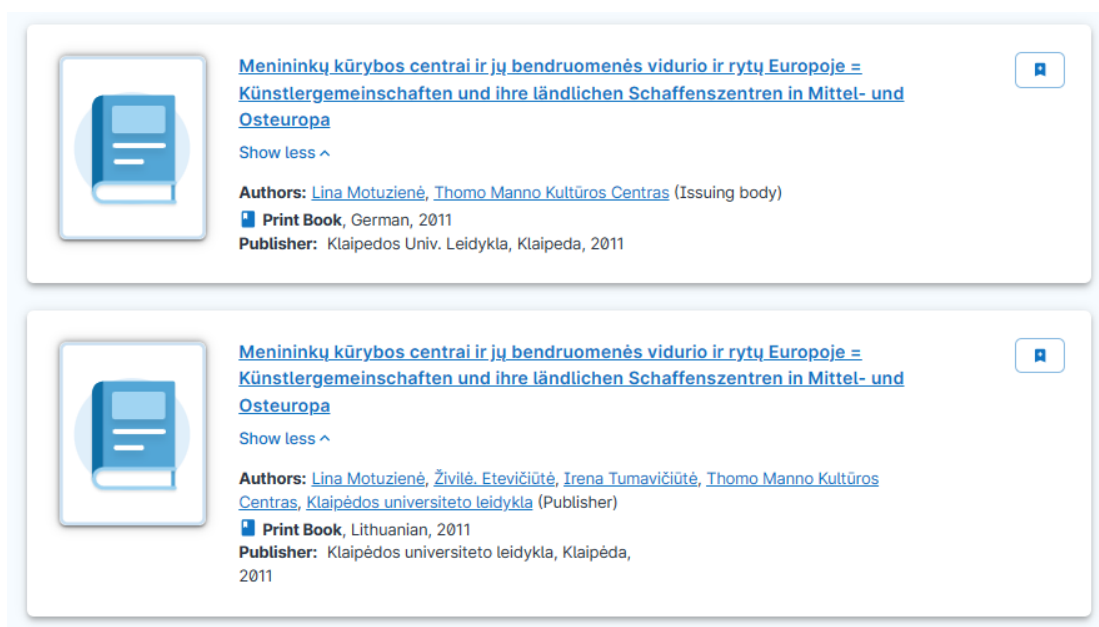 Menininkų kūrybos centrai ir jų bendruomenės vidurio ir rytų Europoje =
Künstlergemeinschaften und ihre ländlichen Schaffenszentren in Mittel- und
Osteuropa
Show less
Authors: Lina Motuzienė, Thomo Manno Kultūros Centras (Issuing body)
Print Book, German, 2011
Publisher: Klaipedos Univ. Leidykla, Klaipeda, 2011
Menininkų kūrybos centrai ir jų bendruomenės vidurio ir rytų Europoje =
Künstlergemeinschaften und ihre ländlichen Schaffenszentren in Mittel- und
Osteuropa
Show less
Authors: Lina Motuzienė, Živilė. Etevičiūtė, Irena Tumavičiūtė, Thomo Manno Kultūros
Centras, Klaipėdos universiteto leidykla (Publisher)
Print Book, Lithuanian, 2011
Publisher: Klaipėdos universiteto leidykla, Klaipėda,
2011